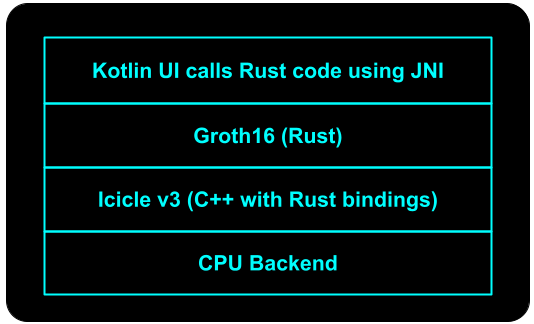 Kotlin UI calls Rust code using JNI
Groth16 (Rust)
Icicle v3 (C++ with Rust bindings)
CPU Backend